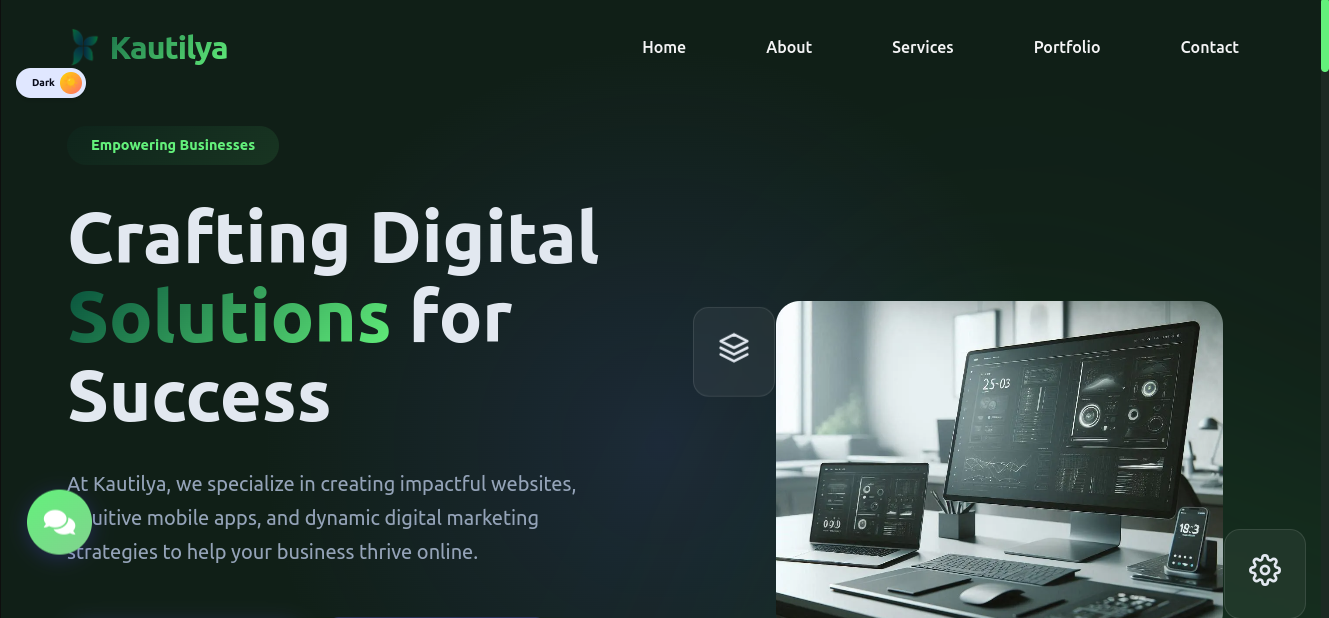 Kautilya
Home
About
Services
Portfolio
Contact
Dark
Empowering Businesses
Crafting Digital
Solutions for
Success
At Kautilya, we specialize in creating impactful websites,
uitive mobile apps, and dynamic digital marketing
strategies to help your business thrive online.
25-03
18:3